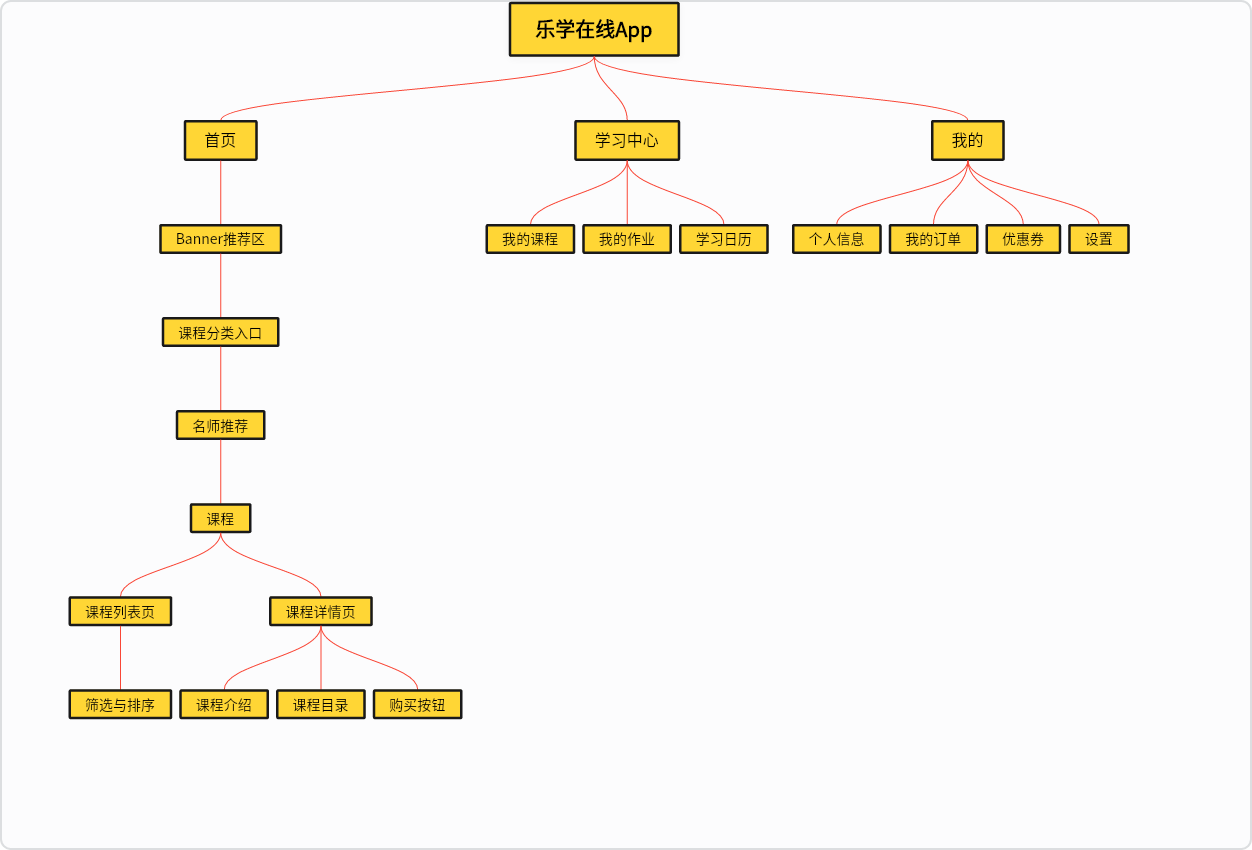 乐学在线App
首页
学习中心
我的
Banner推荐区
我的课程
我的作业
学习日历
个人信息
我的订单
优惠券
设置
课程分类入口
名师推荐
课程
课程列表页
课程详情页
筛选与排序
课程介绍
课程目录
购买按钮